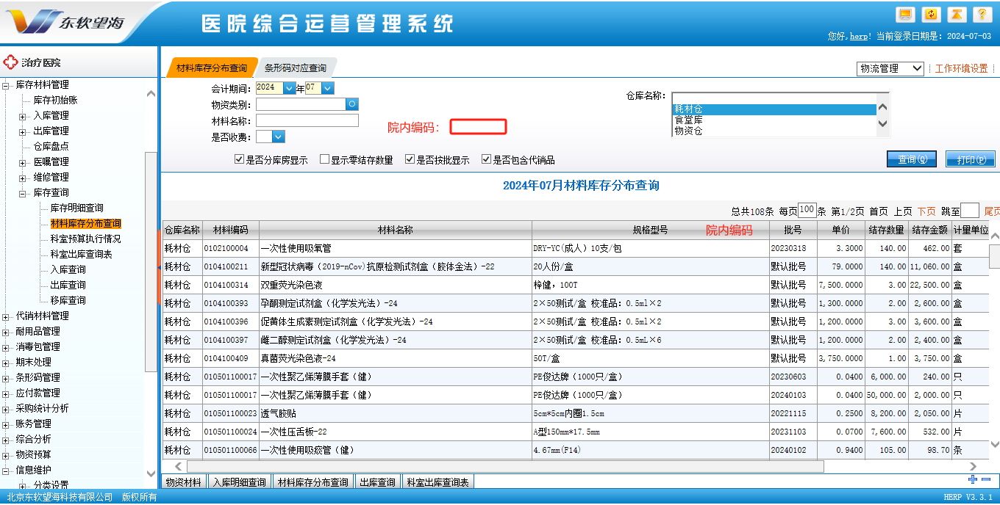 东软望海
医院综合运营管理系统
您好,herp! 当前登录日期是: 2024-07-03
治疗医院
材料库存分布查询 条形码对应查询
物流管理 工作环境设置
库存材料管理
库存初始账
入库管理
出库管理
仓库盘点
医嘱管理
维修管理
库存查询
库存明细查询
材料库存分布查询
科室预算执行情况
科室出库查询表
入库查询
出库查询
移库查询
代销材料管理
耐用品管理
消毒包管理
期末处理
条形码管理
应付款管理
采购统计分析
账务管理
综合分析
物资预算
信息维护
分类设置
会计期间: 2024 年 07
物资类别:
材料名称:
是否收费:
院内编码:
仓库名称:
耗材仓
食堂库
物资仓
是否分库房显示 显示零结存数量 是否按批显示 是否包含代销品
查询(Q) 打印(P)
2024年07月材料库存分布查询
总共108条 每页 100 条 第1/2页 首页 上页 下页 跳至 尾页
仓库名称 材料编码 材料名称 规格型号 院内编码 批号 单价 结存数量 结存金额 计量单位
耗材仓 0102100004 一次性使用吸氧管 DRY-YC(成人) 10支/包 20230318 3.3000 140.00 462.00 套
耗材仓 0104100211 新型冠状病毒（2019-nCov)抗原检测试剂盒（胶体金法）-22 20人份/盒 默认批号 79.0000 140.00 11,060.00 盒
耗材仓 0104100314 双重荧光染色液 梓健，100T 默认批号 7,500.0000 3.00 22,500.00 盒
耗材仓 0104100393 孕酮测定试剂盒（化学发光法）-24 2×50测试/盒 校准品: 0.5ml×2 默认批号 1,300.0000 2.00 2,600.00 盒
耗材仓 0104100396 促黄体生成素测定试剂盒（化学发光法）-24 2×50测试/盒 校准品: 0.5ml×2 默认批号 1,200.0000 3.00 3,600.00 盒
耗材仓 0104100397 雌二醇测定试剂盒（化学发光法）-24 2×50测试/盒 校准品: 0.5mL×6 默认批号 1,200.0000 2.00 2,400.00 盒
耗材仓 0104100409 真菌荧光染色液-24 50T/盒 默认批号 3,750.0000 1.00 3,750.00 盒
耗材仓 010501100017 一次性聚乙烯薄膜手套（健） PE俊达牌（1000只/盒） 20230603 0.0400 6,000.00 240.00 只
耗材仓 010501100017 一次性聚乙烯薄膜手套（健） PE俊达牌（1000只/盒） 20240103 0.0400 50,000.00 2,000.00 只
耗材仓 010501100023 透气胶贴 5cm*5cm内圈1.5cm 20221115 0.2500 8,200.00 2,050.00 片
耗材仓 010501100024 一次性压舌板-22 A型150mm*17.5mm 20231103 0.0700 7,600.00 532.00 片
耗材仓 010501100066 一次性使用吸痰管（健） 4.67mm(F14) 20240102 0.9400 105.00 98.70 条
物资材料 入库明细查询 材料库存分布查询 出库查询 科室出库查询表
北京东软望海科技有限公司 版权所有
HERP V3.3.1